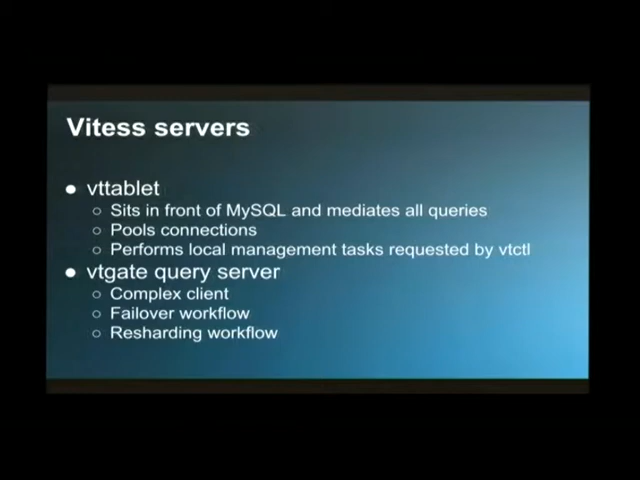 Vitess servers
● vttablet
○ Sits in front of MySQL and mediates all queries
○ Pools connections
○ Performs local management tasks requested by vtctl
● vtgate query server
○ Complex client
○ Failover workflow
○ Resharding workflow